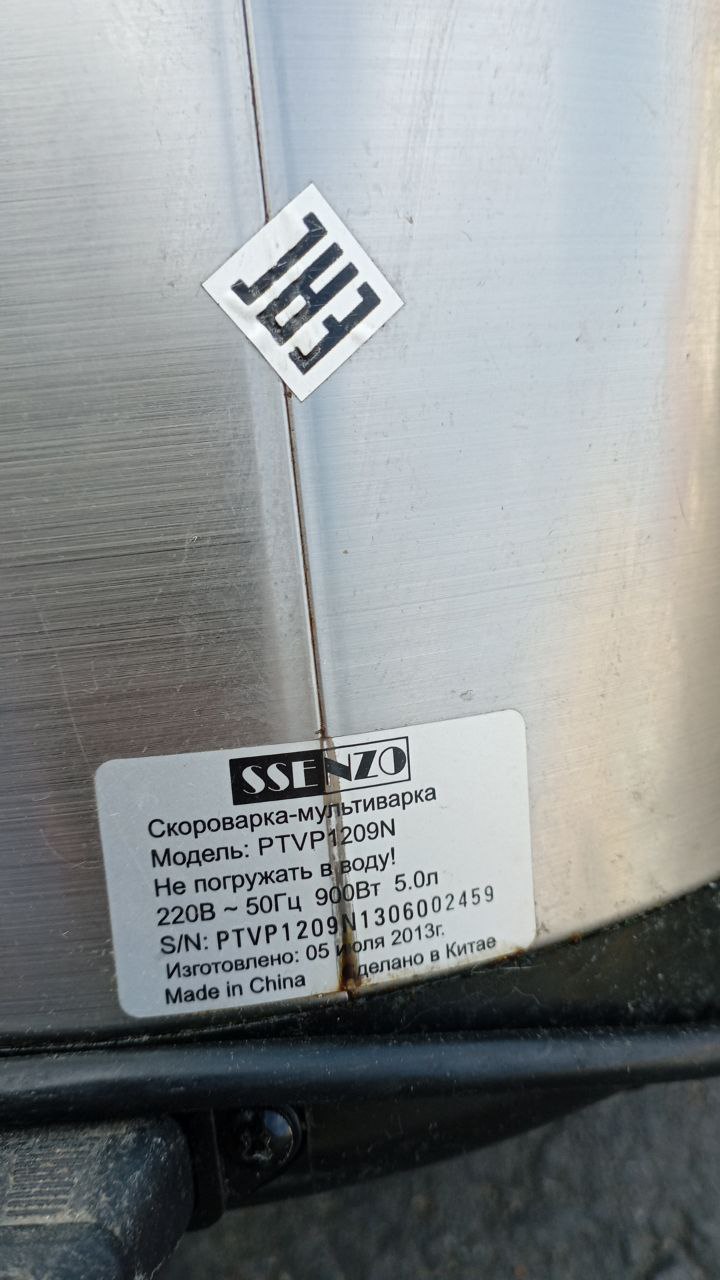 SSENZO
Скороварка-мультиварка
Модель: PTVP1209N
Не погружать в воду!
220В ~ 50Гц 900Вт 5.0л
S/N: PTVP1209N1306002459
Изготовлено: 05 июля 2013г.
Made in China Сделано в Китае